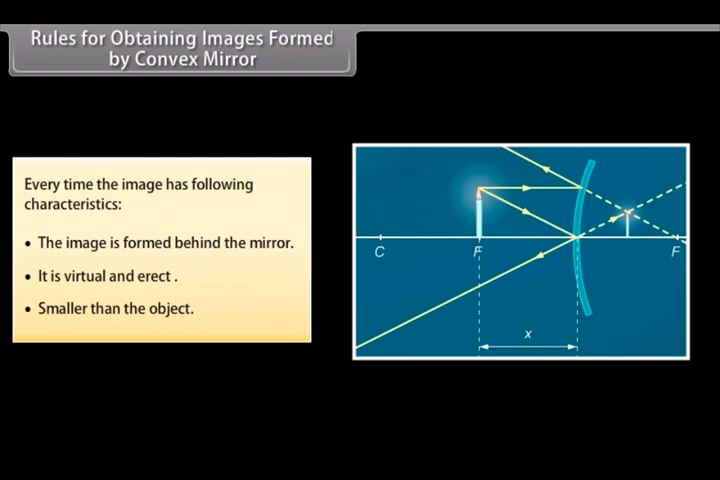 Rules for Obtaining Images Formed
by Convex Mirror
Every time the image has following
characteristics:
• The image is formed behind the mirror.
• It is virtual and erect .
• Smaller than the object.
C
F
F
x